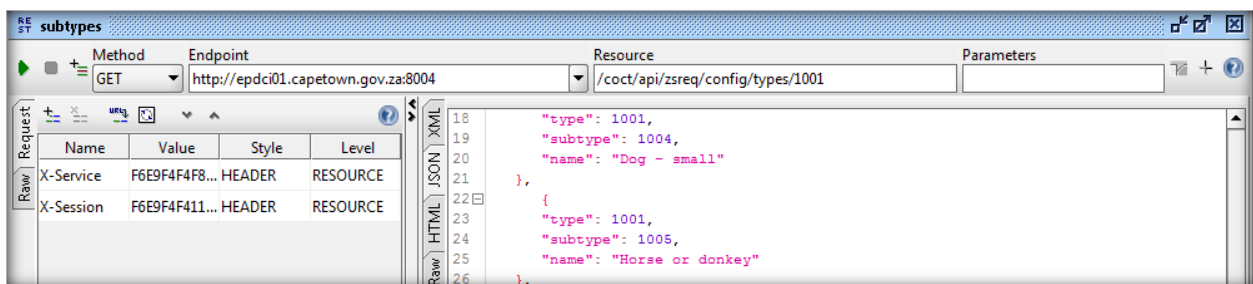 REST subtypes
Method Endpoint Resource Parameters
GET http://epdci01.capetown.gov.za:8004 /coct/api/zsreq/config/types/1001
Request Raw
Name Value Style Level
X-Service F6E9F4F4F8... HEADER RESOURCE
X-Session F6E9F4F411... HEADER RESOURCE
XML JSON HTML Raw
18 "type": 1001,
19 "subtype": 1004,
20 "name": "Dog - small"
21 },
22 {
23 "type": 1001,
24 "subtype": 1005,
25 "name": "Horse or donkey"
26 },